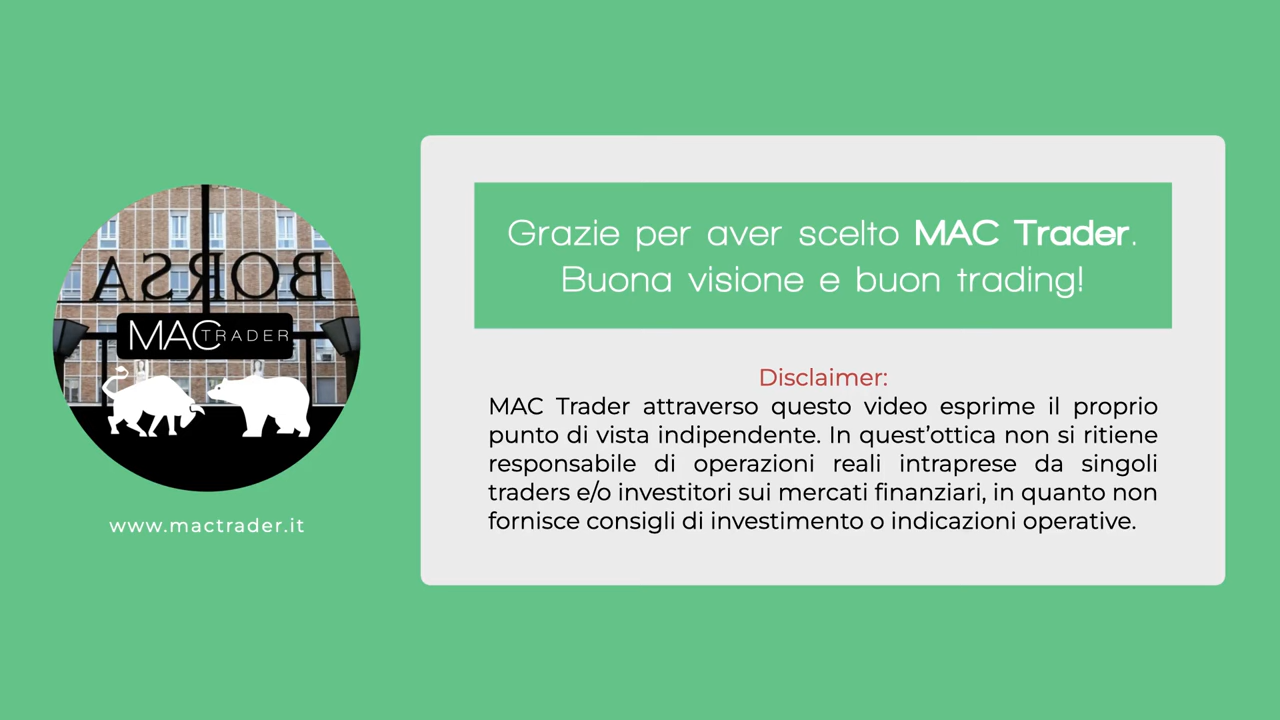 BORSA
MAC TRADER
www.mactrader.it
Grazie per aver scelto MAC Trader.
Buona visione e buon trading!
Disclaimer:
MAC Trader attraverso questo video esprime il proprio
punto di vista indipendente. In quest’ottica non si ritiene
responsabile di operazioni reali intraprese da singoli
traders e/o investitori sui mercati finanziari, in quanto non
fornisce consigli di investimento o indicazioni operative.